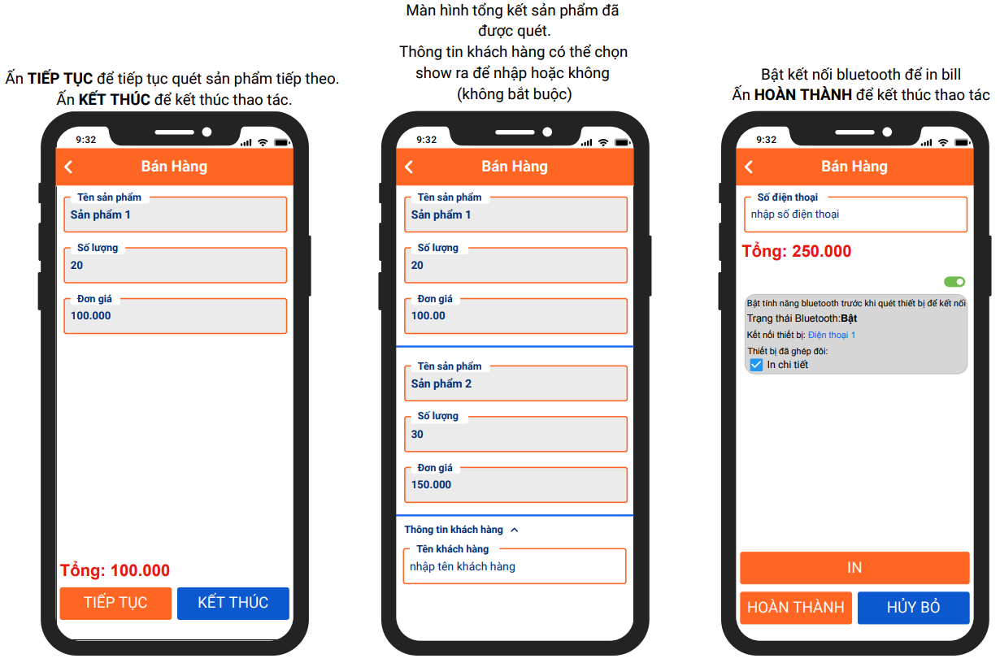 Ấn TIẾP TỤC để tiếp tục quét sản phẩm tiếp theo.
Ấn KẾT THÚC để kết thúc thao tác.
9:32
Bán Hàng
Tên sản phẩm
Sản phẩm 1
Số lượng
20
Đơn giá
100.000
Tổng: 100.000
TIẾP TỤC
KẾT THÚC
Màn hình tổng kết sản phẩm đã
được quét.
Thông tin khách hàng có thể chọn
show ra để nhập hoặc không
(không bắt buộc)
9:32
Bán Hàng
Tên sản phẩm
Sản phẩm 1
Số lượng
20
Đơn giá
100.00
Tên sản phẩm
Sản phẩm 2
Số lượng
30
Đơn giá
150.000
Thông tin khách hàng
Tên khách hàng
nhập tên khách hàng
Bật kết nối bluetooth để in bill
Ấn HOÀN THÀNH để kết thúc thao tác
9:32
Bán Hàng
Số điện thoại
nhập số điện thoại
Tổng: 250.000
Bật tính năng bluetooth trước khi quét thiết bị để kết nối
Trạng thái Bluetooth:Bật
Kết nối thiết bị: Điện thoại 1
Thiết bị đã ghép đôi:
In chi tiết
IN
HOÀN THÀNH
HỦY BỎ